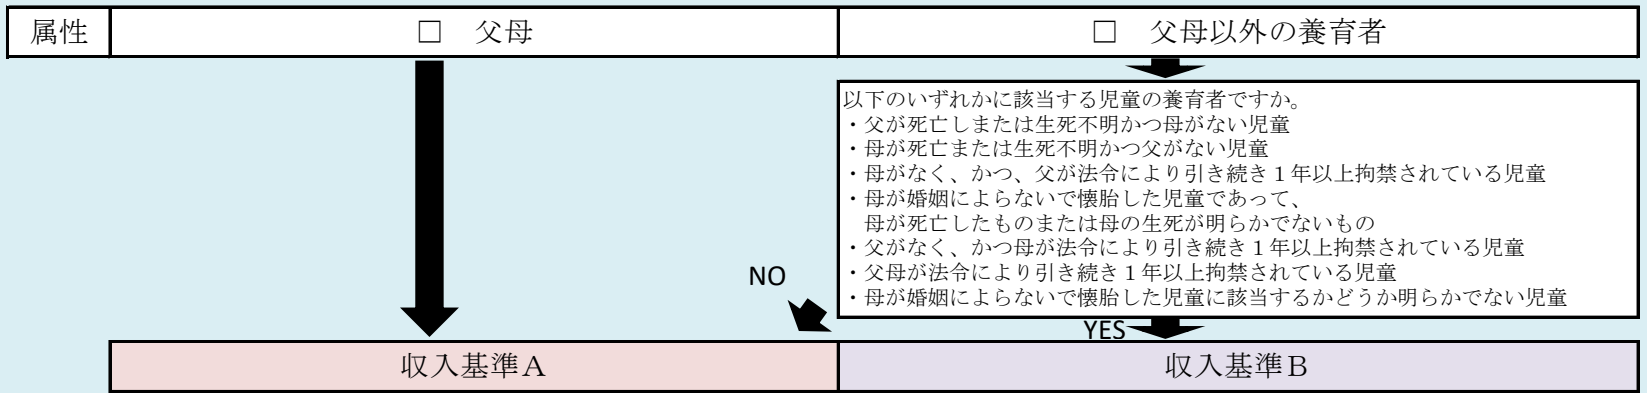 属性
□ 父母
□ 父母以外の養育者
以下のいずれかに該当する児童の養育者ですか。
・父が死亡しまたは生死不明かつ母がない児童
・母が死亡または生死不明かつ父がない児童
・母がなく、かつ、父が法令により引き続き１年以上拘禁されている児童
・母が婚姻によらないで懐胎した児童であって、
母が死亡したものまたは母の生死が明らかでないもの
・父がなく、かつ母が法令により引き続き１年以上拘禁されている児童
・父母が法令により引き続き１年以上拘禁されている児童
・母が婚姻によらないで懐胎した児童に該当するかどうか明らかでない児童
NO
YES
収入基準Ａ
収入基準Ｂ